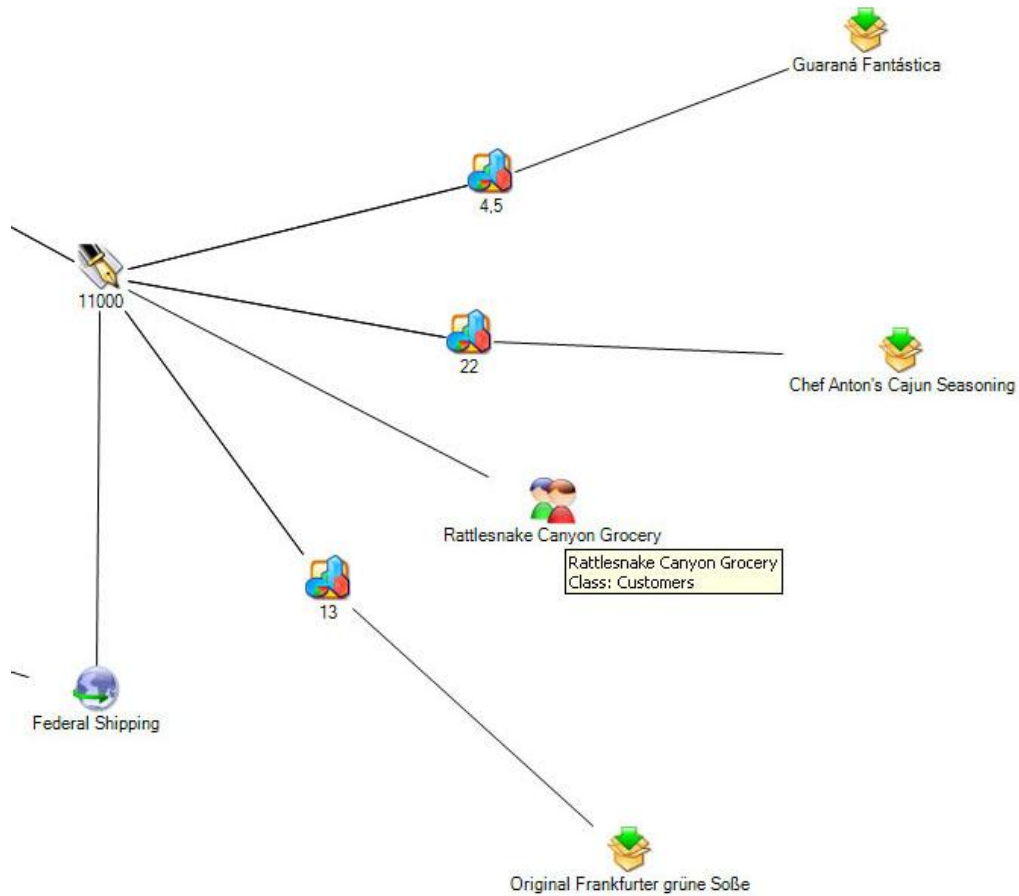 Guaraná Fantástica
4,5
11000
22
Chef Anton's Cajun Seasoning
Rattlesnake Canyon Grocery
Rattlesnake Canyon Grocery
Class: Customers
13
Federal Shipping
Original Frankfurter grüne Soße